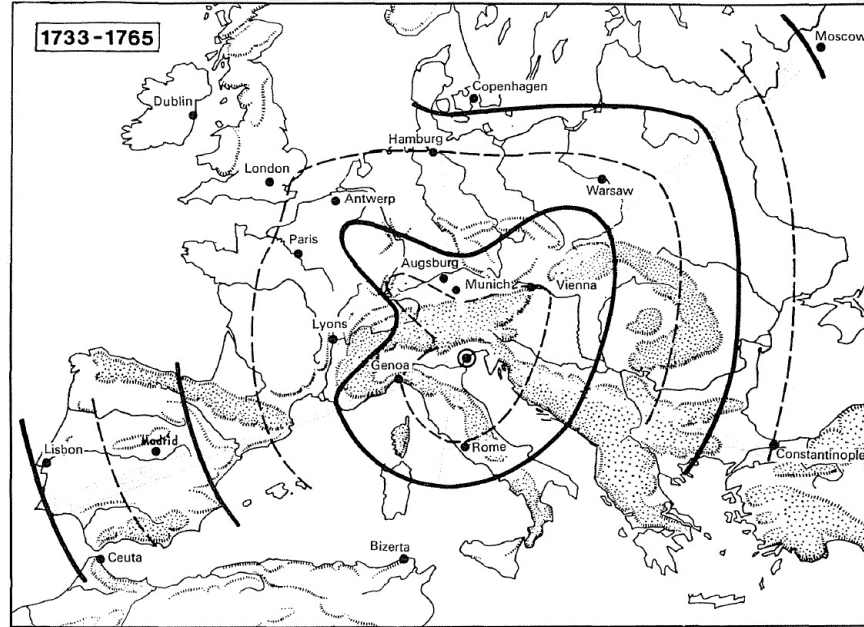 1733-1765
Moscow
Copenhagen
Dublin
Hamburg
London
Warsaw
Antwerp
Paris
Augsburg
Munich
Vienna
Lyons
Genoa
Madrid
Lisbon
Rome
Constantinople
Ceuta
Bizerta